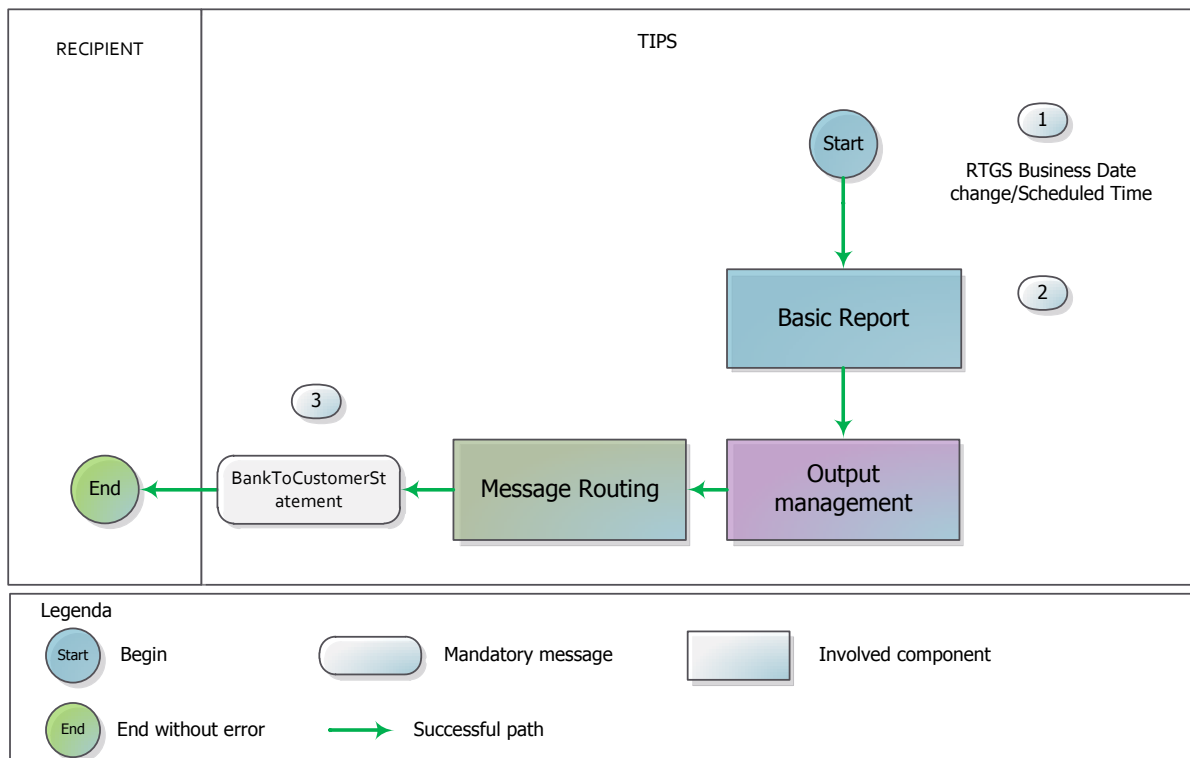 RECIPIENT
TIPS
Start
1
RTGS Business Date
change/Scheduled Time
Basic Report
2
3
End
BankToCustomerSt
atement
Message Routing
Output
management
Legenda
Start
Begin
Mandatory message
Involved component
End
End without error
Successful path